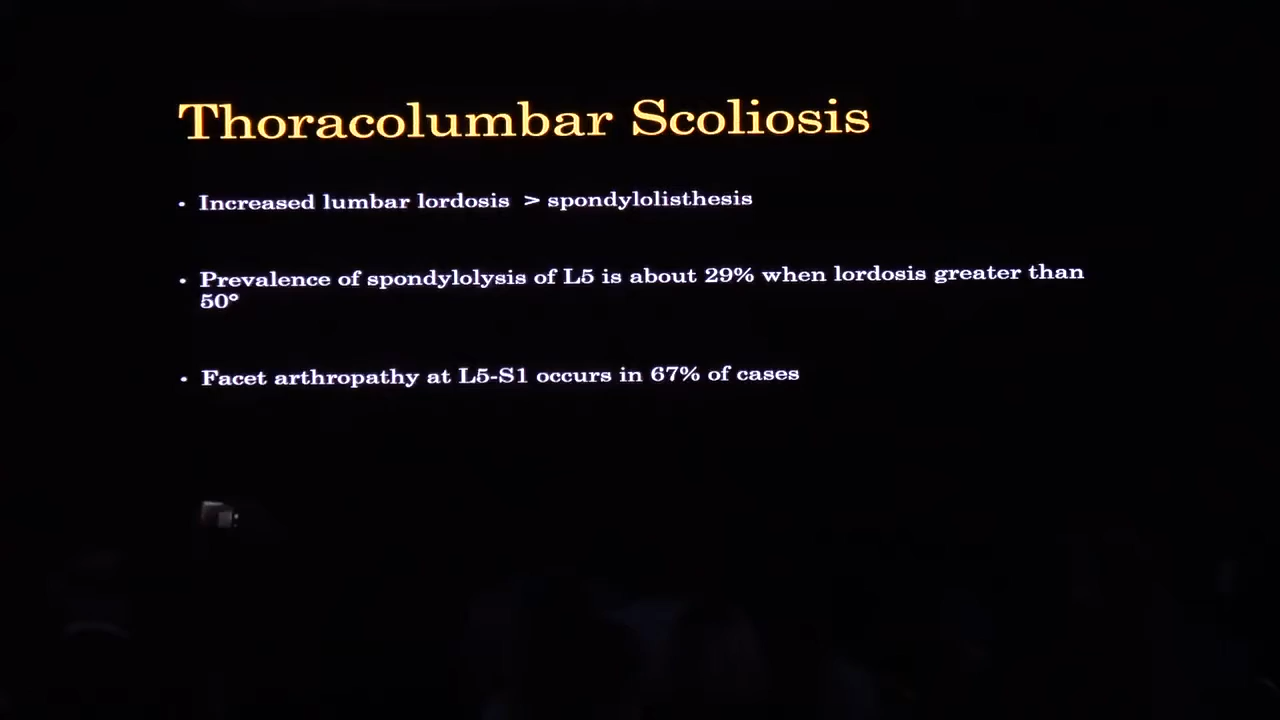 Thoracolumbar Scoliosis
• Increased lumbar lordosis > spondylolisthesis
• Prevalence of spondylolysis of L5 is about 29% when lordosis greater than
50°
• Facet arthropathy at L5-S1 occurs in 67% of cases